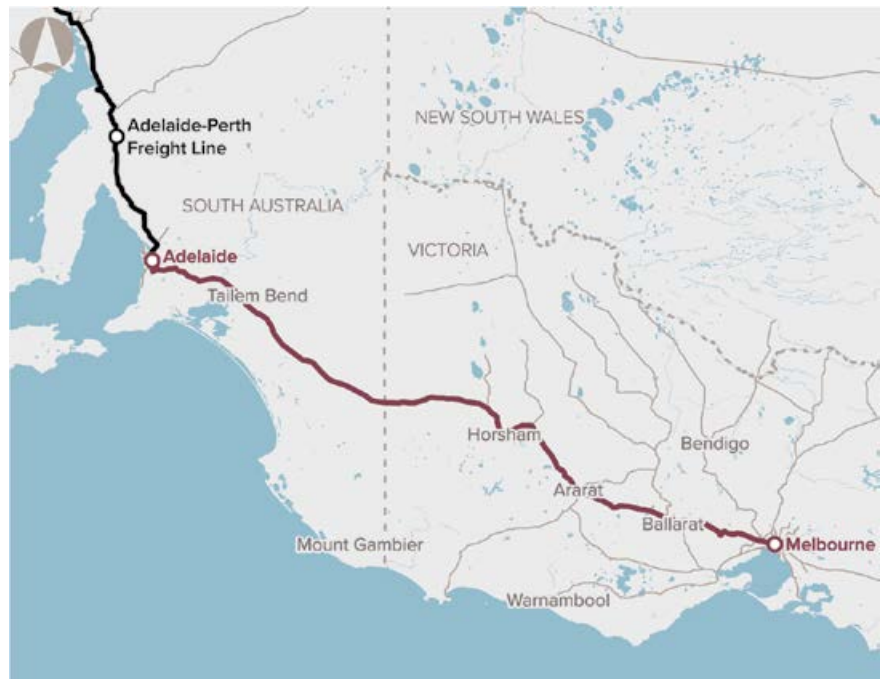 Adelaide-Perth
Freight Line
NEW SOUTH WALES
SOUTH AUSTRALIA
VICTORIA
Adelaide
Tailem Bend
Horsham
Bendigo
Ararat
Ballarat
Mount Gambier
Melbourne
Warnambool